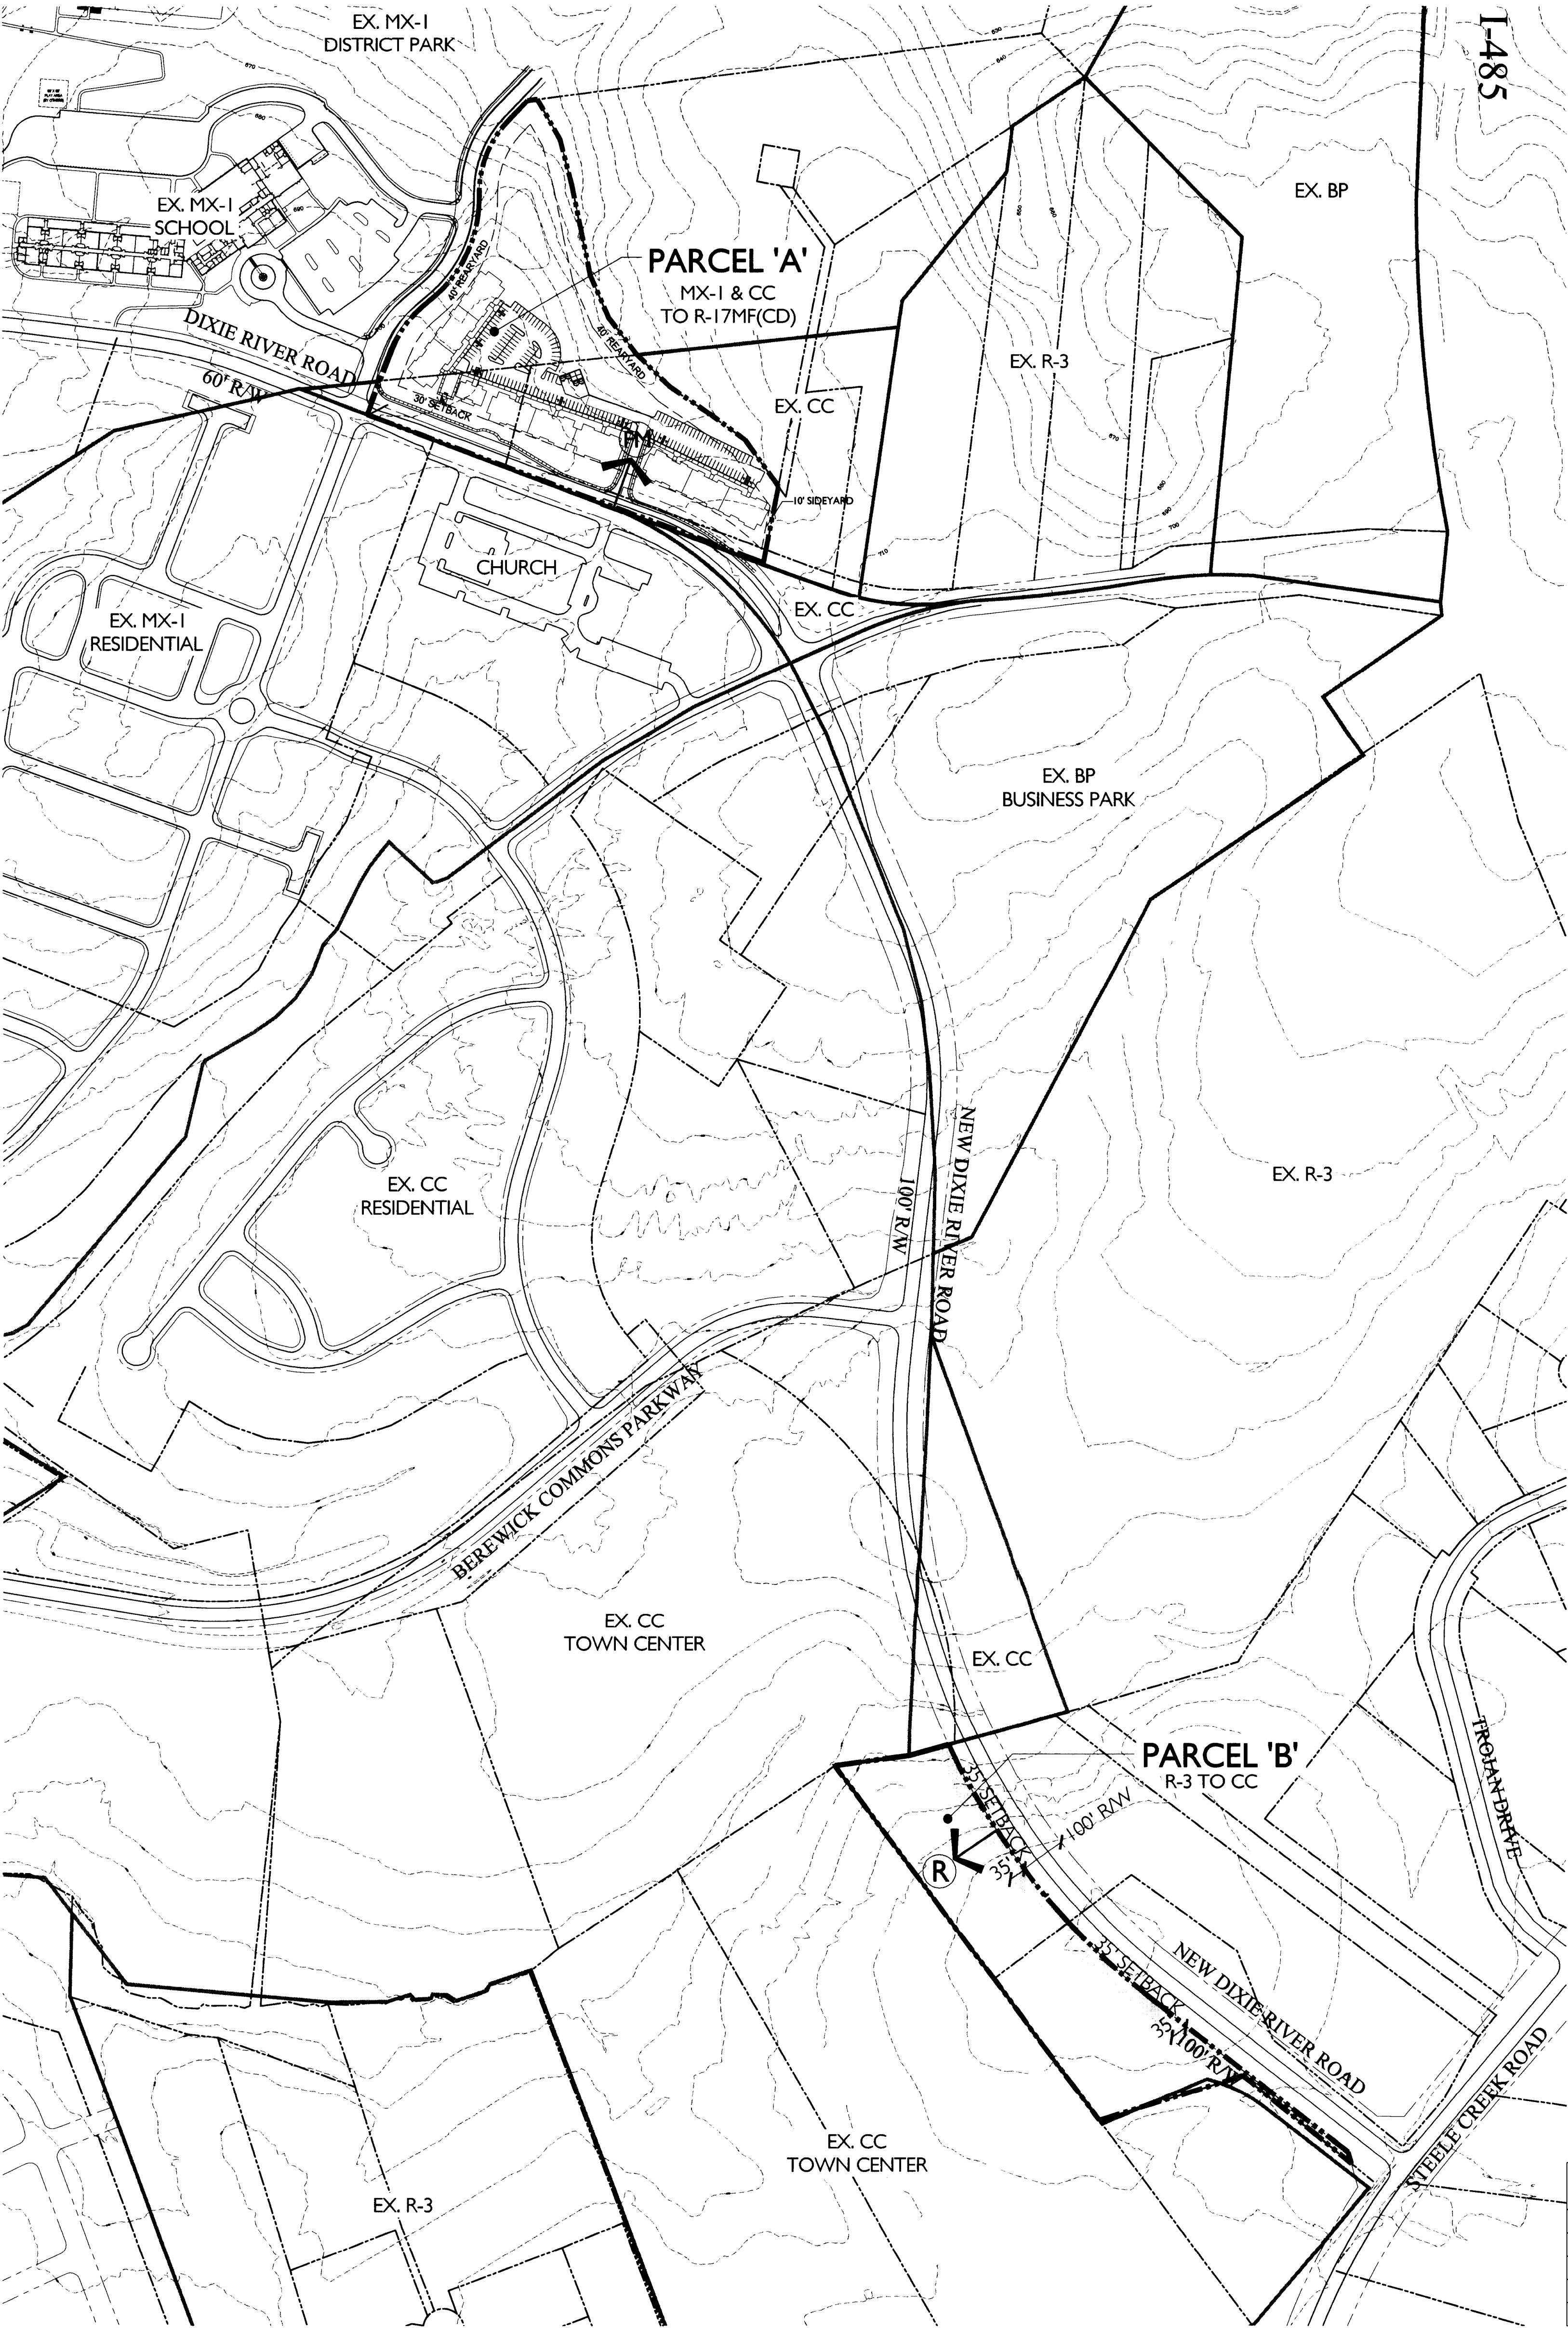 EX. MX-1
DISTRICT PARK
I-485
EX. BP
EX. MX-1
SCHOOL
PARCEL 'A'
MX-1 & CC
TO R-17MF(CD)
40' REARYARD
40' REARYARD
DIXIE RIVER ROAD
60' R/W
30' SETBACK
EX. R-3
EX. CC
10' SIDEYARD
CHURCH
EX. CC
EX. MX-1
RESIDENTIAL
EX. BP
BUSINESS PARK
NEW DIXIE RIVER ROAD
100' R/W
EX. R-3
EX. CC
RESIDENTIAL
BEREWICK COMMONS PARKWAY
EX. CC
TOWN CENTER
EX. CC
PARCEL 'B'
R-3 TO CC
TROJAN DRIVE
35' SETBACK
100' R/W
35'
R
35' SETBACK
NEW DIXIE RIVER ROAD
35'
100' R/W
STEELE CREEK ROAD
EX. CC
TOWN CENTER
EX. R-3